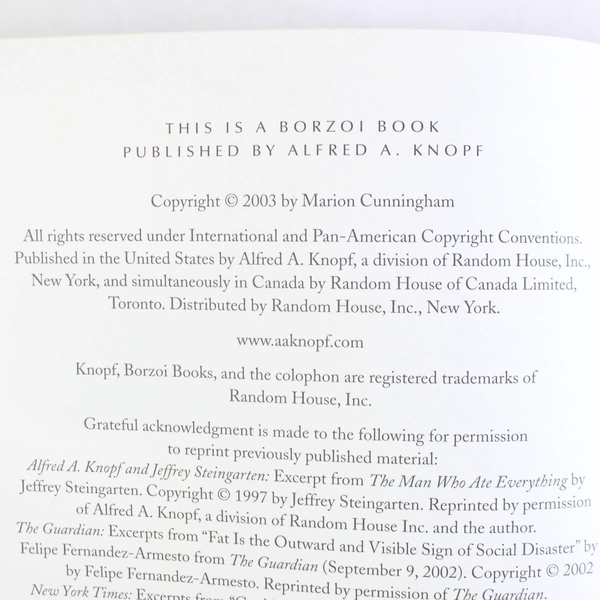 THIS IS A BORZOI BOOK
PUBLISHED BY ALFRED A. KNOPF
Copyright © 2003 by Marion Cunningham
All rights reserved under International and Pan-American Copyright Conventions.
Published in the United States by Alfred A. Knopf, a division of Random House, Inc.,
New York, and simultaneously in Canada by Random House of Canada Limited,
Toronto. Distributed by Random House, Inc., New York.
www.aaknopf.com
Knopf, Borzoi Books, and the colophon are registered trademarks of
Random House, Inc.
Grateful acknowledgment is made to the following for permission
to reprint previously published material:
Alfred A. Knopf and Jeffrey Steingarten: Excerpt from The Man Who Ate Everything by
Jeffrey Steingarten. Copyright © 1997 by Jeffrey Steingarten. Reprinted by permission
of Alfred A. Knopf, a division of Random House Inc. and the author.
The Guardian: Excerpts from “Fat Is the Outward and Visible Sign of Social Disaster” by
Felipe Fernandez-Armesto from The Guardian (September 9, 2002). Copyright © 2002
by Felipe Fernandez-Armesto. Reprinted by permission of The Guardian.
New York Times: Excerpts from